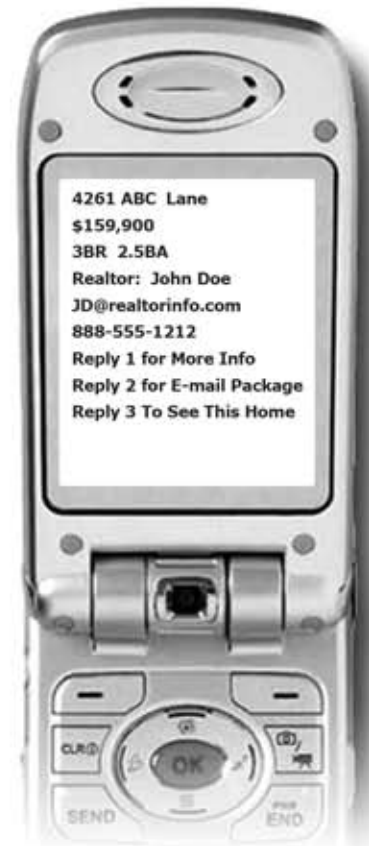 4261 ABC Lane
$159,900
3BR 2.5BA
Realtor: John Doe
JD@realtorinfo.com
888-555-1212
Reply 1 for More Info
Reply 2 for E-mail Package
Reply 3 To See This Home
CLR
OK
SEND
PWR
END